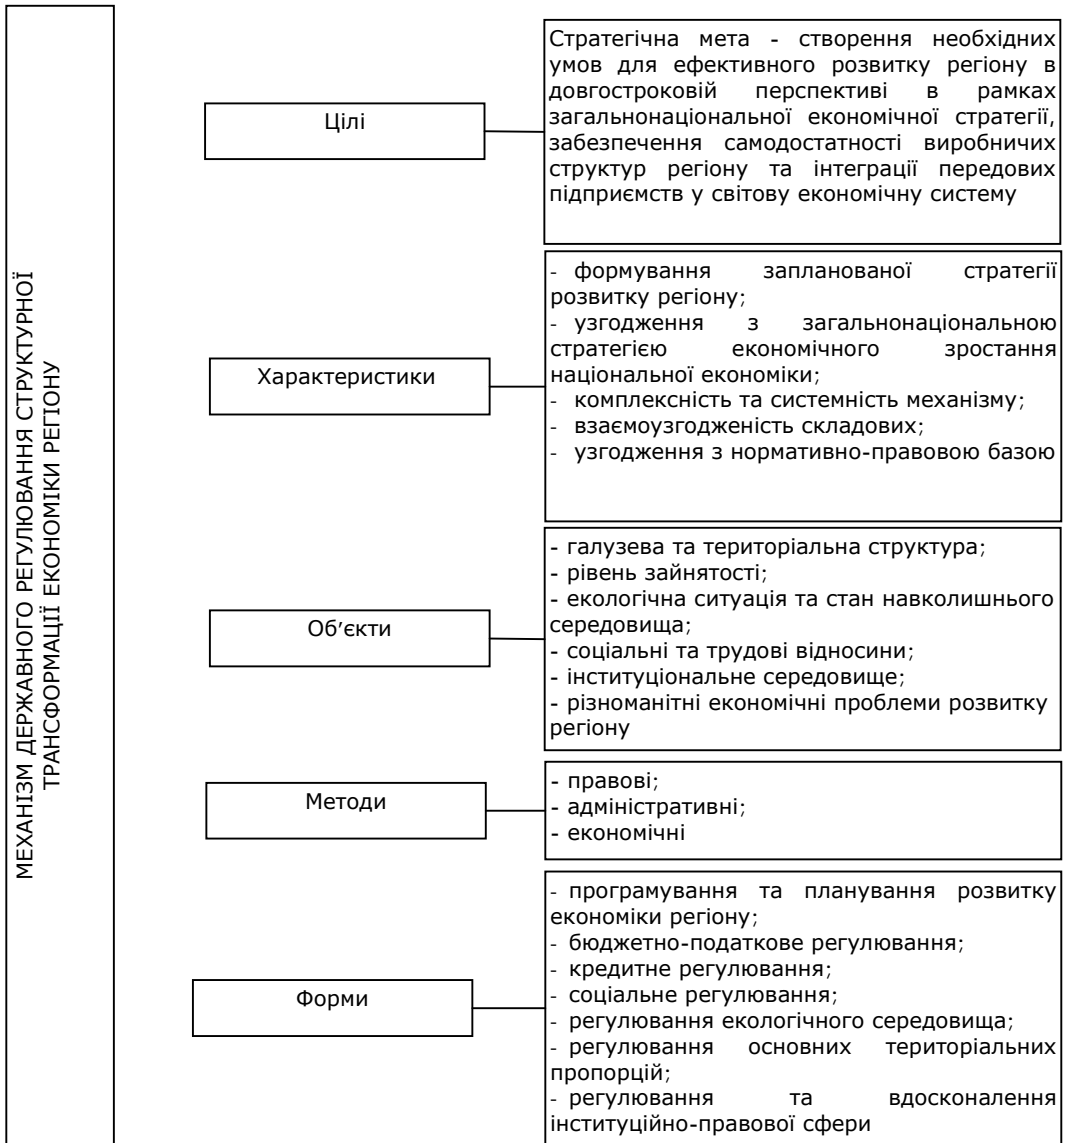 МЕХАНІЗМ ДЕРЖАВНОГО РЕГУЛЮВАННЯ СТРУКТУРНОЇ
ТРАНСФОРМАЦІЇ ЕКОНОМІКИ РЕГІОНУ
Цілі
Стратегічна мета - створення необхідних
умов для ефективного розвитку регіону в
довгостроковій перспективі в рамках
загальнонаціональної економічної стратегії,
забезпечення самодостатності виробничих
структур регіону та інтеграції передових
підприємств у світову економічну систему
Характеристики
- формування запланованої стратегії
розвитку регіону;
- узгодження з загальнонаціональною
стратегією економічного зростання
національної економіки;
- комплексність та системність механізму;
- взаємоузгодженість складових;
- узгодження з нормативно-правовою базою
Об’єкти
- галузева та територіальна структура;
- рівень зайнятості;
- екологічна ситуація та стан навколишнього
середовища;
- соціальні та трудові відносини;
- інституціональне середовище;
- різноманітні економічні проблеми розвитку
регіону
Методи
- правові;
- адміністративні;
- економічні
Форми
- програмування та планування розвитку
економіки регіону;
- бюджетно-податкове регулювання;
- кредитне регулювання;
- соціальне регулювання;
- регулювання екологічного середовища;
- регулювання основних територіальних
пропорцій;
- регулювання та вдосконалення
інституційно-правової сфери